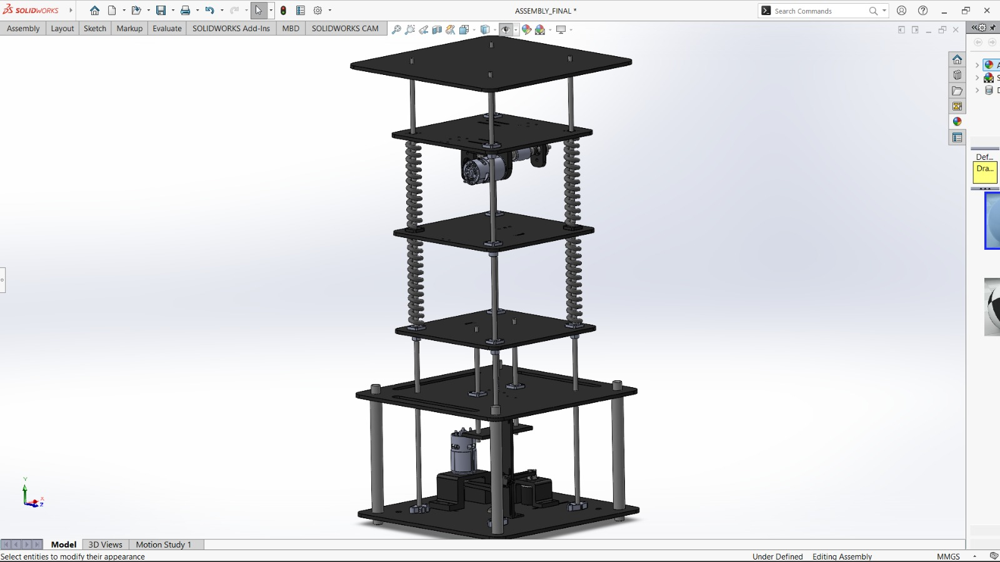 SOLIDWORKS
ASSEMBLY_FINAL *
Search Commands
Assembly Layout Sketch Markup Evaluate SOLIDWORKS Add-Ins MBD SOLIDWORKS CAM
Def...
Dra...
Y
X
Z
Model 3D Views Motion Study 1
Select entities to modify their appearance
Under Defined Editing Assembly MMGS